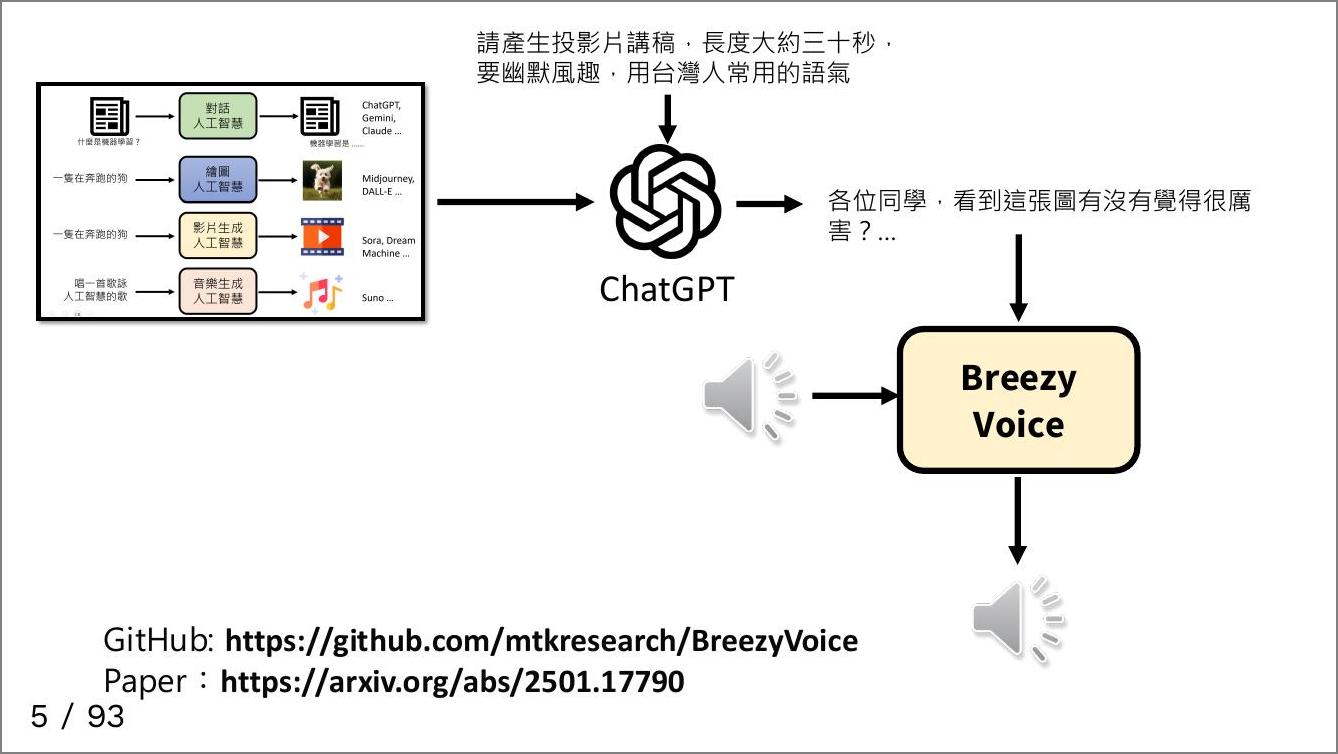 請產生投影片講稿，長度大約三十秒，
要幽默風趣，用台灣人常用的語氣
對話
人工智慧
ChatGPT,
Gemini,
Claude ...
什麼是機器學習？
機器學習是 ......
一隻在奔跑的狗
繪圖
人工智慧
Midjourney,
DALL-E ...
一隻在奔跑的狗
影片生成
人工智慧
Sora, Dream
Machine ...
唱一首歌詠
人工智慧的歌
音樂生成
人工智慧
Suno ...
ChatGPT
各位同學，看到這張圖有沒有覺得很厲
害？...
Breezy
Voice
GitHub: https://github.com/mtkresearch/BreezyVoice
Paper：https://arxiv.org/abs/2501.17790
5 / 93